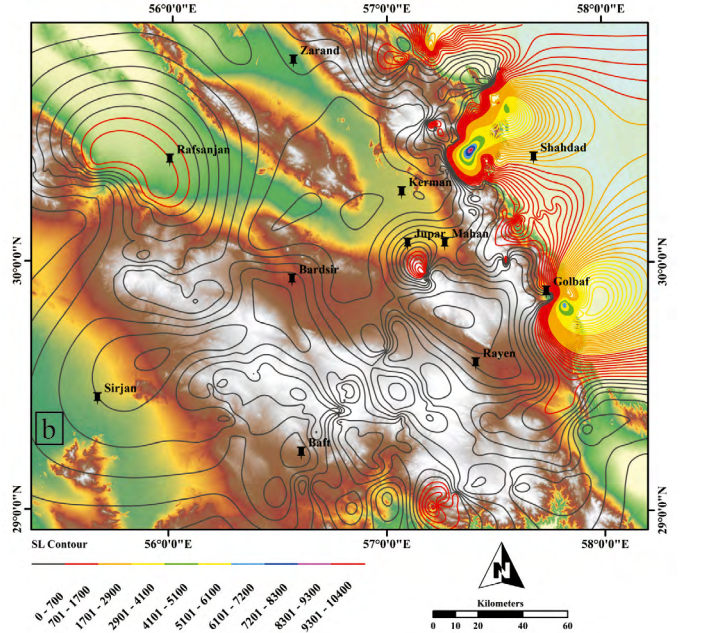 56°0'0"E 57°0'0"E 58°0'0"E
Zarand
Rafsanjan
Shahdad
Kerman
Jupar Mahan
30°0'0"N 30°0'0"N
Bardsir
Golbaf
Rayen
Sirjan
b
Baft
29°0'0"N 29°0'0"N
56°0'0"E 57°0'0"E 58°0'0"E
SL Contour
0 - 700
701 - 1700
1701 - 2900
2901 - 4100
4101 - 5100
5101 - 6100
6101 - 7200
7201 - 8300
8301 - 9300
9301 - 10400
N
Kilometers
0 10 20 40 60